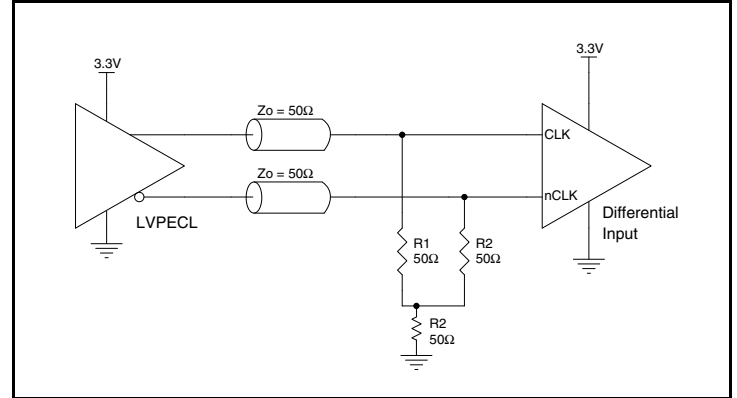 3.3V
3.3V
Zo = 50Ω
CLK
Zo = 50Ω
nCLK
LVPECL
Differential
Input
R1
50Ω
R2
50Ω
R2
50Ω